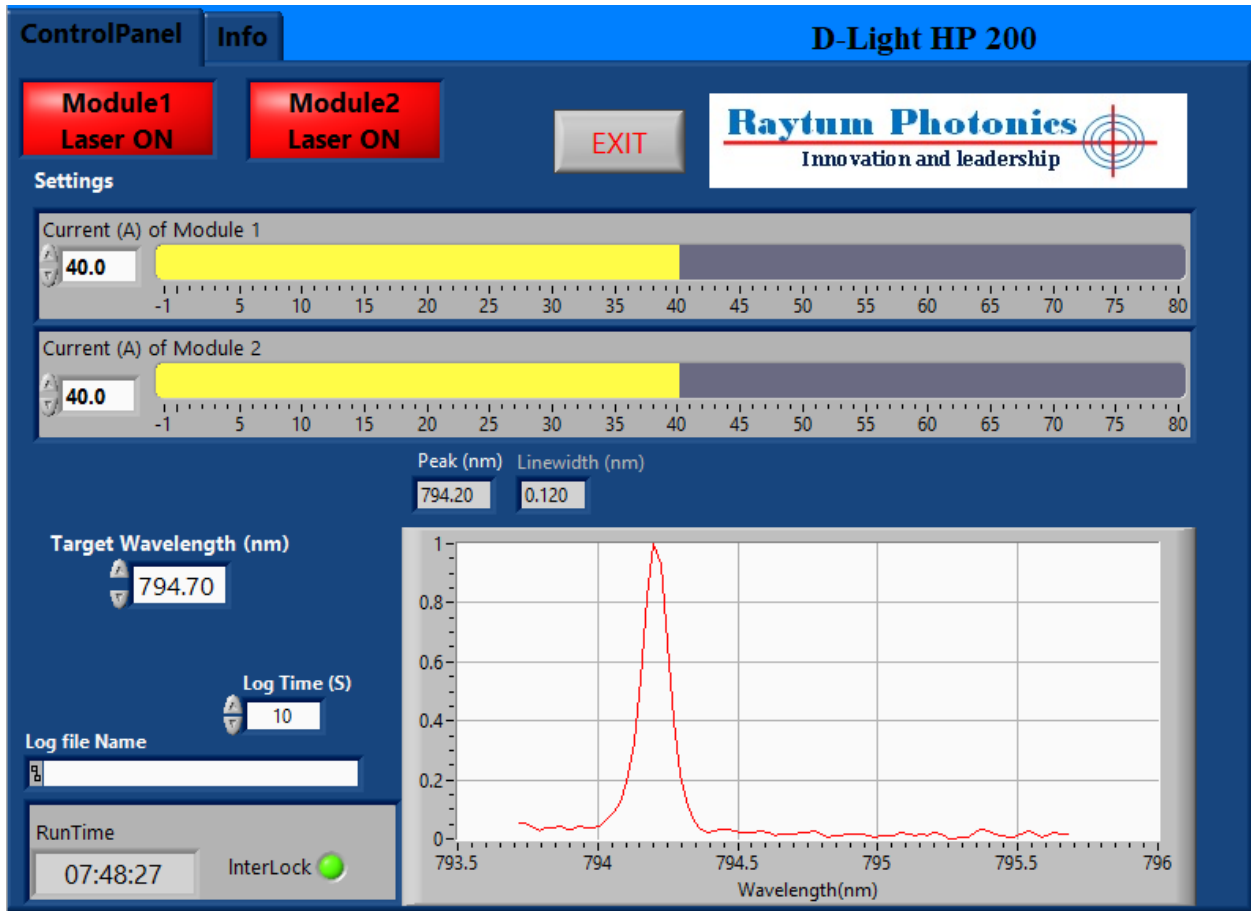 ControlPanel
Info
D-Light HP 200
Module1
Laser ON
Module2
Laser ON
EXIT
Raytum Photonics
Innovation and leadership
Settings
Current (A) of Module 1
40.0
-1 5 10 15 20 25 30 35 40 45 50 55 60 65 70 75 80
Current (A) of Module 2
40.0
-1 5 10 15 20 25 30 35 40 45 50 55 60 65 70 75 80
Peak (nm) Linewidth (nm)
794.20 0.120
Target Wavelength (nm)
794.70
Log Time (S)
10
Log file Name
RunTime
07:48:27
InterLock
1
0.8
0.6
0.4
0.2
0
793.5 794 794.5 795 795.5 796
Wavelength(nm)